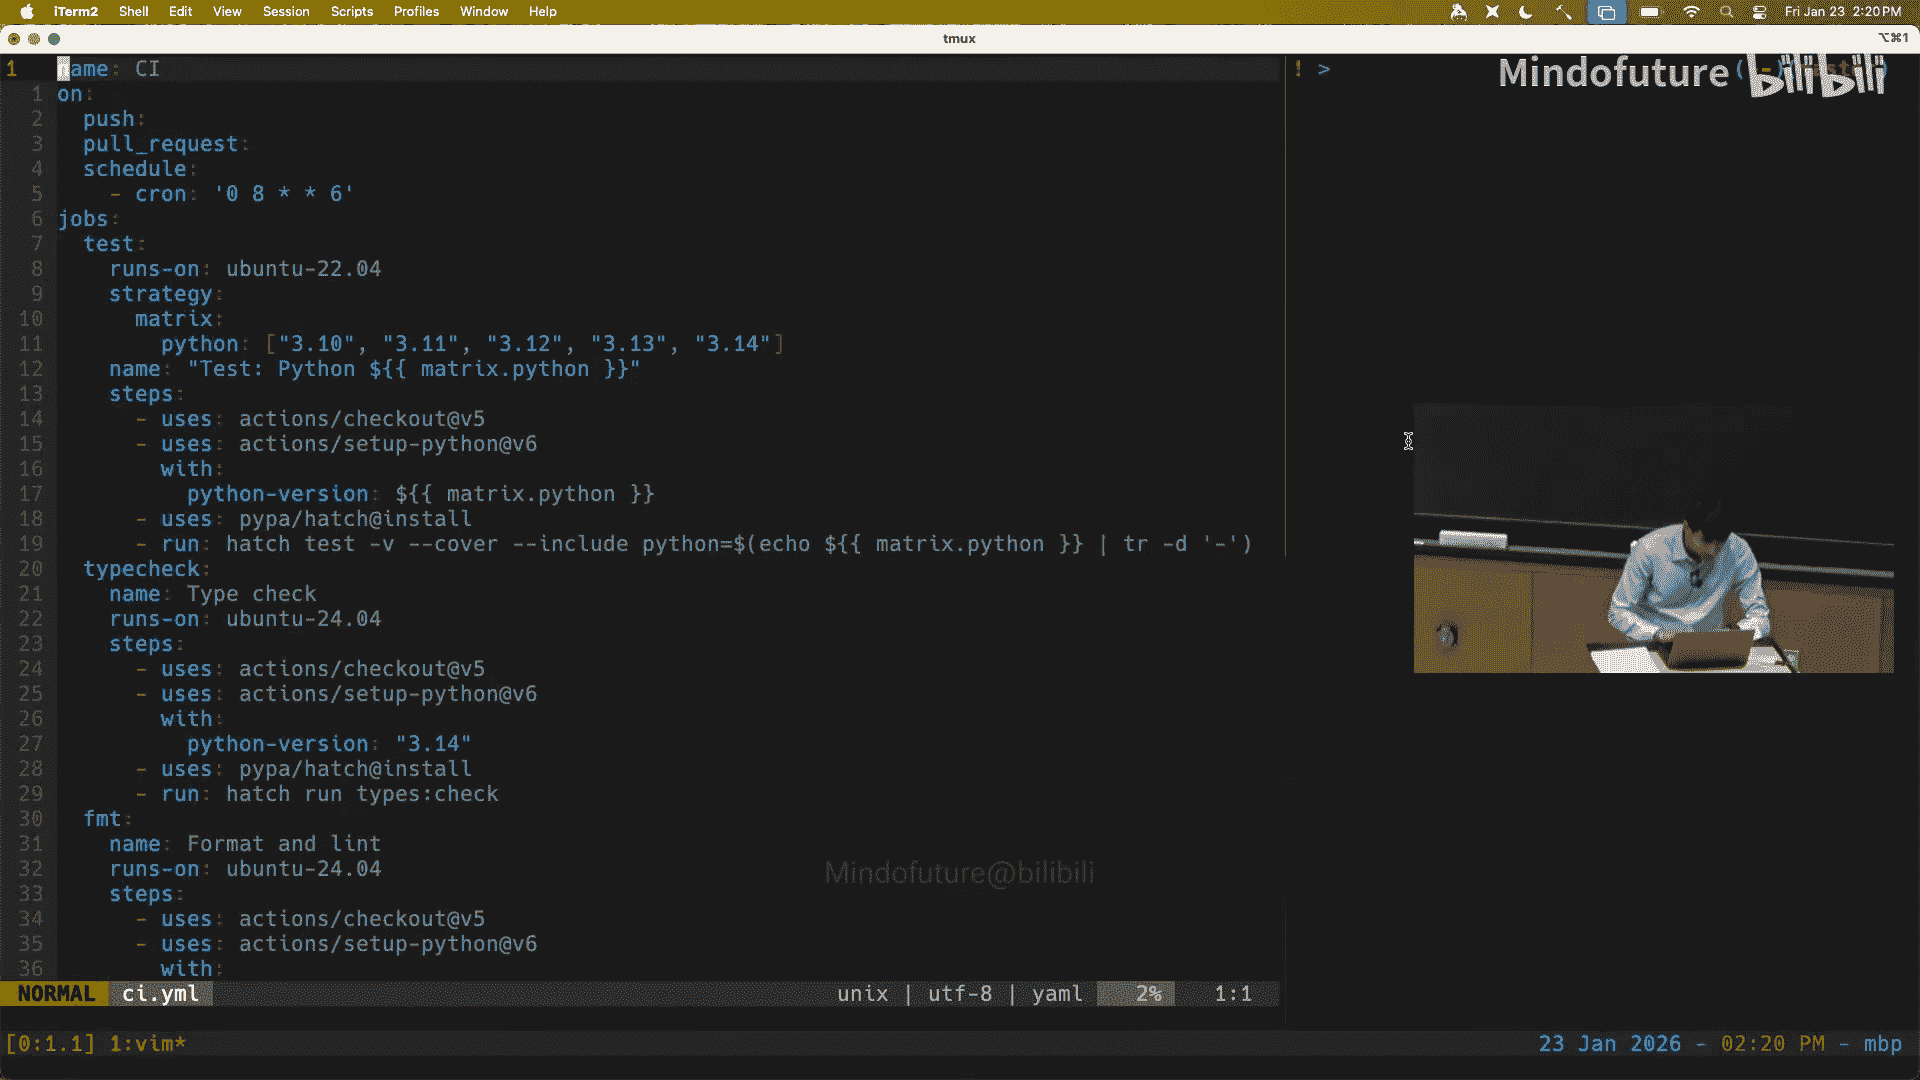 iTerm2 Shell Edit View Session Scripts Profiles Window Help Fri Jan 23 2:20 PM
tmux ⌥⌘1
1 name: CI
! >
Mindofuture bilibili
1 on:
2 push:
3 pull_request:
4 schedule:
5 - cron: '0 8 * * 6'
6 jobs:
7 test:
8 runs-on: ubuntu-22.04
9 strategy:
10 matrix:
11 python: ["3.10", "3.11", "3.12", "3.13", "3.14"]
12 name: "Test: Python ${{ matrix.python }}"
13 steps:
14 - uses: actions/checkout@v5
15 - uses: actions/setup-python@v6
16 with:
17 python-version: ${{ matrix.python }}
18 - uses: pypa/hatch@install
19 - run: hatch test -v --cover --include python=$(echo ${{ matrix.python }} | tr -d '-')
20 typecheck:
21 name: Type check
22 runs-on: ubuntu-24.04
23 steps:
24 - uses: actions/checkout@v5
25 - uses: actions/setup-python@v6
26 with:
27 python-version: "3.14"
28 - uses: pypa/hatch@install
29 - run: hatch run types:check
30 fmt:
31 name: Format and lint
32 runs-on: ubuntu-24.04
33 steps:
34 - uses: actions/checkout@v5
35 - uses: actions/setup-python@v6
36 with:
Mindofuture@bilibili
NORMAL ci.yml unix | utf-8 | yaml 2% 1:1
[0:1.1] 1:vim* 23 Jan 2026 - 02:20 PM - mbp